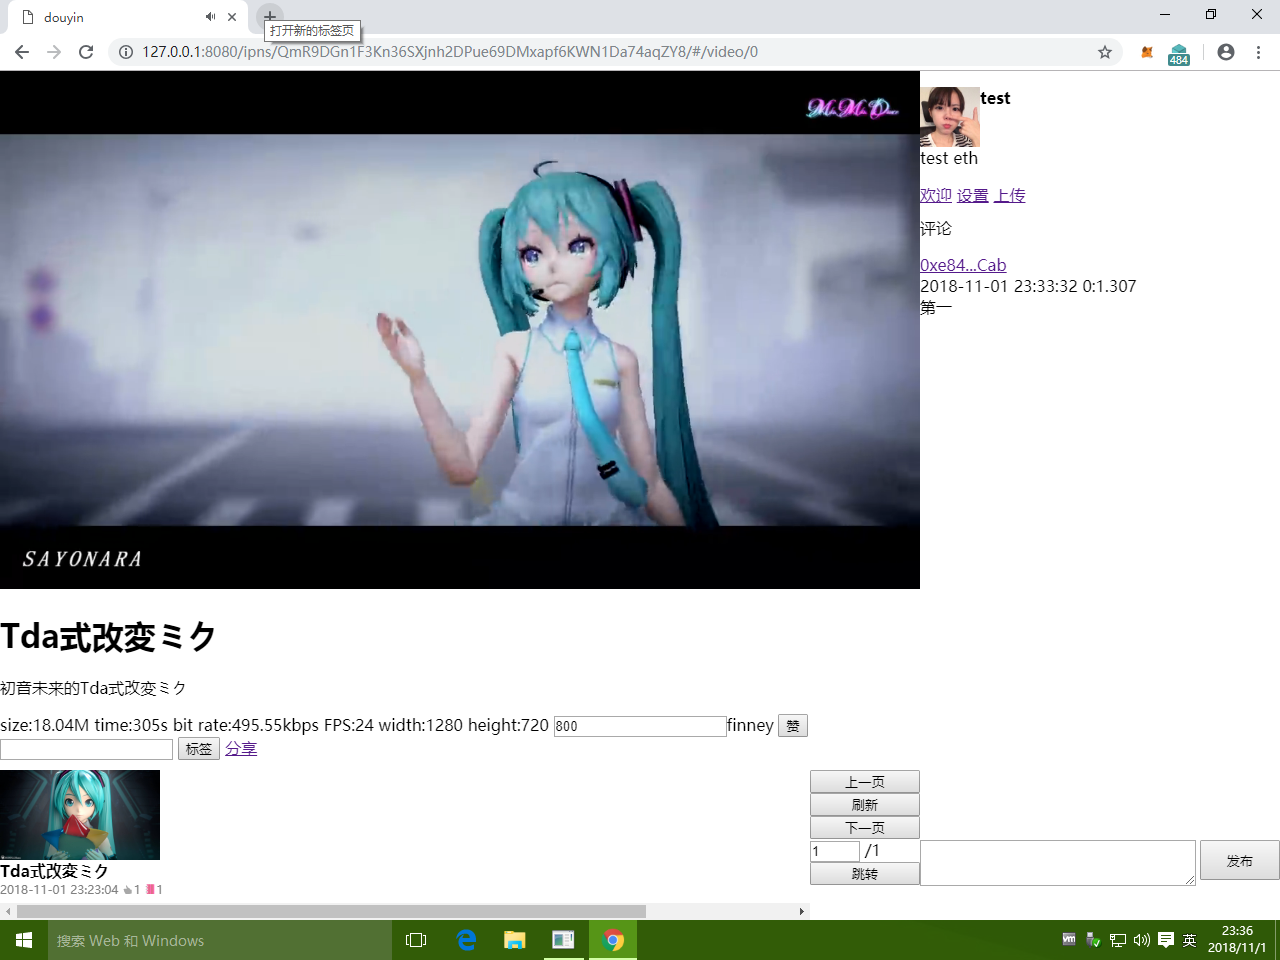 douyin
打开新的标签页
127.0.0.1:8080/ipns/QmR9DGn1F3Kn36SXjnh2DPue69DMxapf6KWN1Da74aqZY8/#/video/0
484
SAYONARA
test
test eth
欢迎 设置 上传
评论
0xe84...Cab
2018-11-01 23:33:32 0:1.307
第一
Tda式改変ミク
初音未来的Tda式改变ミク
size:18.04M time:305s bit rate:495.55kbps FPS:24 width:1280 height:720 800 finney 赞
标签 分享
Tda式改変ミク
2018-11-01 23:23:04 1 1
上一页
刷新
下一页
1 /1
跳转
发布
搜索 Web 和 Windows
英
23:36
2018/11/1